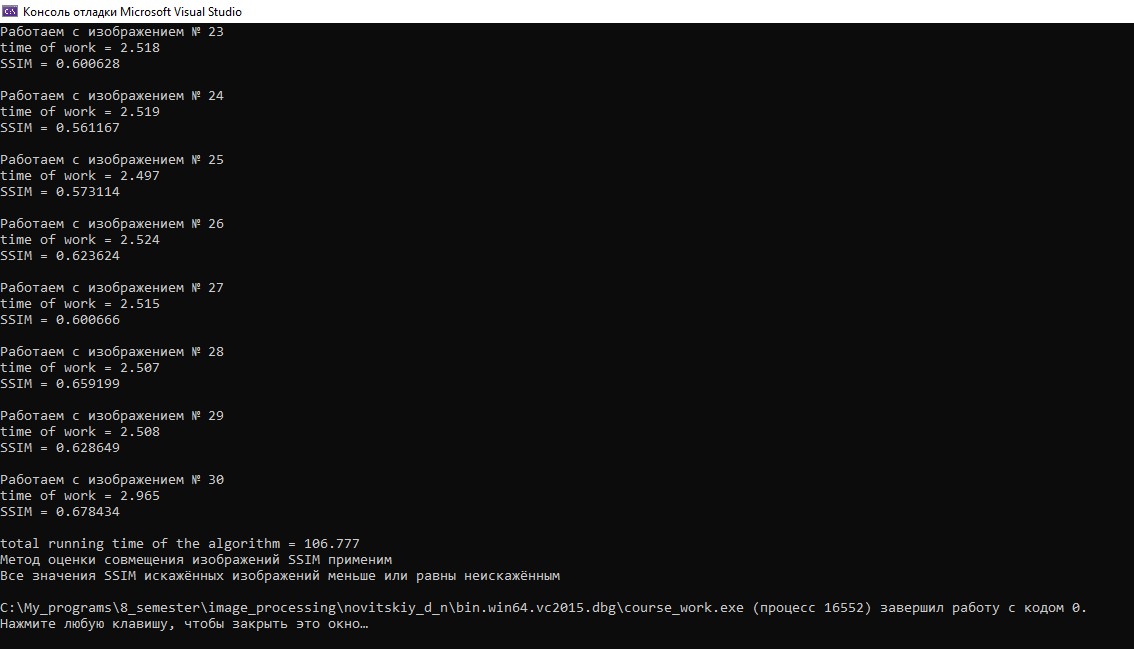 Консоль отладки Microsoft Visual Studio
Работаем с изображением № 23
time of work = 2.518
SSIM = 0.600628
Работаем с изображением № 24
time of work = 2.519
SSIM = 0.561167
Работаем с изображением № 25
time of work = 2.497
SSIM = 0.573114
Работаем с изображением № 26
time of work = 2.524
SSIM = 0.623624
Работаем с изображением № 27
time of work = 2.515
SSIM = 0.600666
Работаем с изображением № 28
time of work = 2.507
SSIM = 0.659199
Работаем с изображением № 29
time of work = 2.508
SSIM = 0.628649
Работаем с изображением № 30
time of work = 2.965
SSIM = 0.678434
total running time of the algorithm = 106.777
Метод оценки совмещения изображений SSIM применим
Все значения SSIM искажённых изображений меньше или равны неискажённым
C:\My_programs\8_semester\image_processing\novitskiy_d_n\bin.win64.vc2015.dbg\course_work.exe (процесс 16552) завершил работу с кодом 0.
Нажмите любую клавишу, чтобы закрыть это окно…